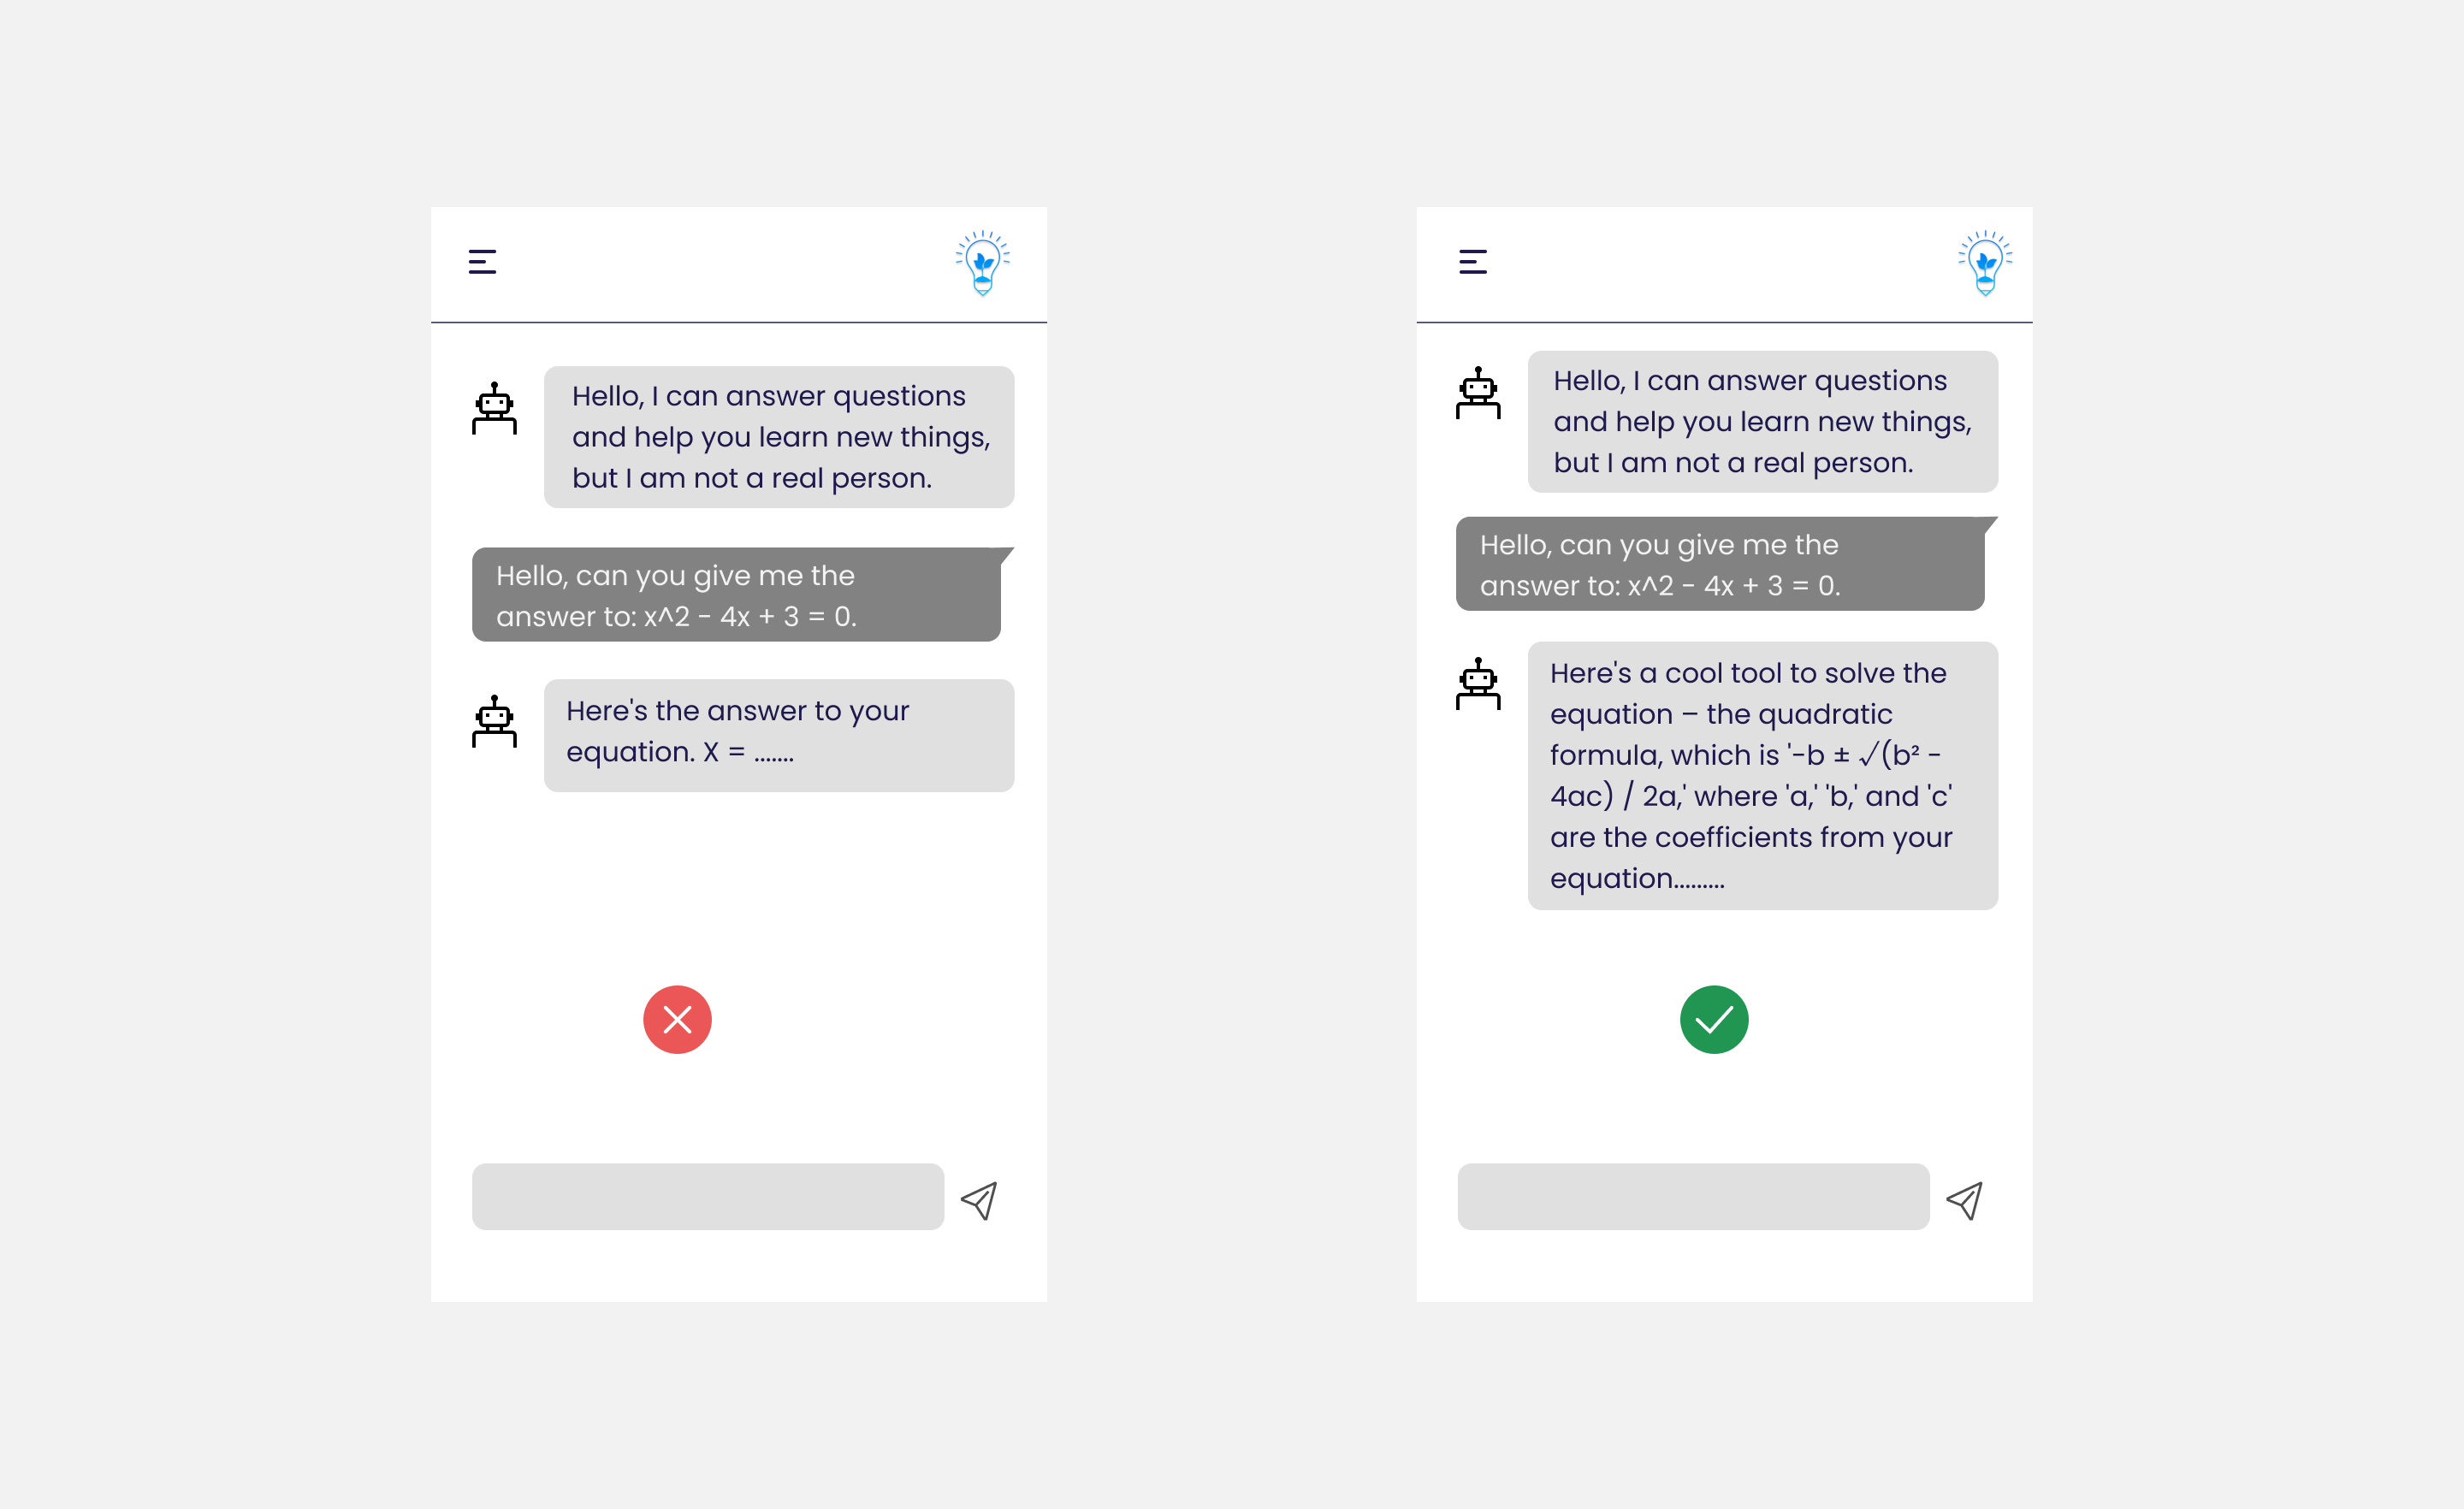 Hello, I can answer questions
and help you learn new things,
but I am not a real person.
Hello, can you give me the
answer to: x^2 - 4x + 3 = 0.
Here's the answer to your
equation. X = .......
Hello, I can answer questions
and help you learn new things,
but I am not a real person.
Hello, can you give me the
answer to: x^2 - 4x + 3 = 0.
Here's a cool tool to solve the
equation – the quadratic
formula, which is '-b ± √(b² -
4ac) / 2a,' where 'a,' 'b,' and 'c'
are the coefficients from your
equation.........